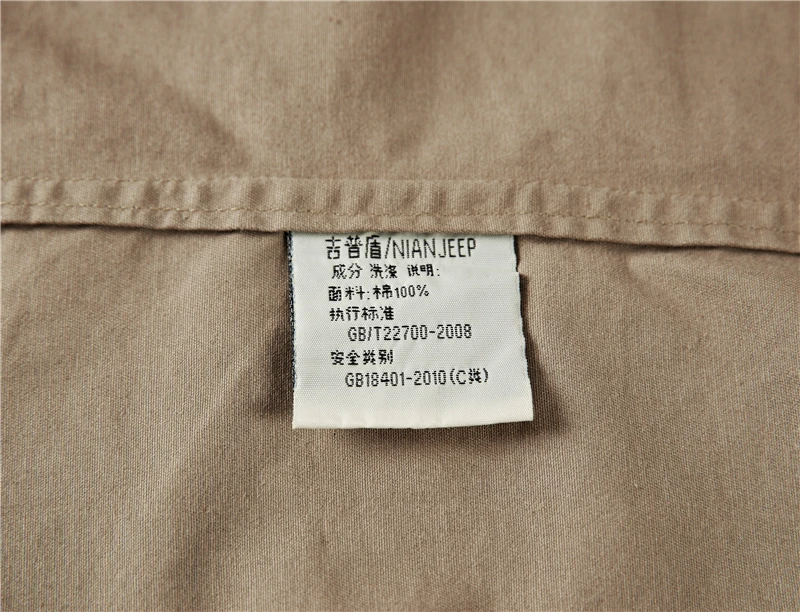 吉普盾/NIANJEEP
成分 洗涤 说明:
面料:棉100%
执行标准
GB/T22700-2008
安全类别
GB18401-2010(C类)